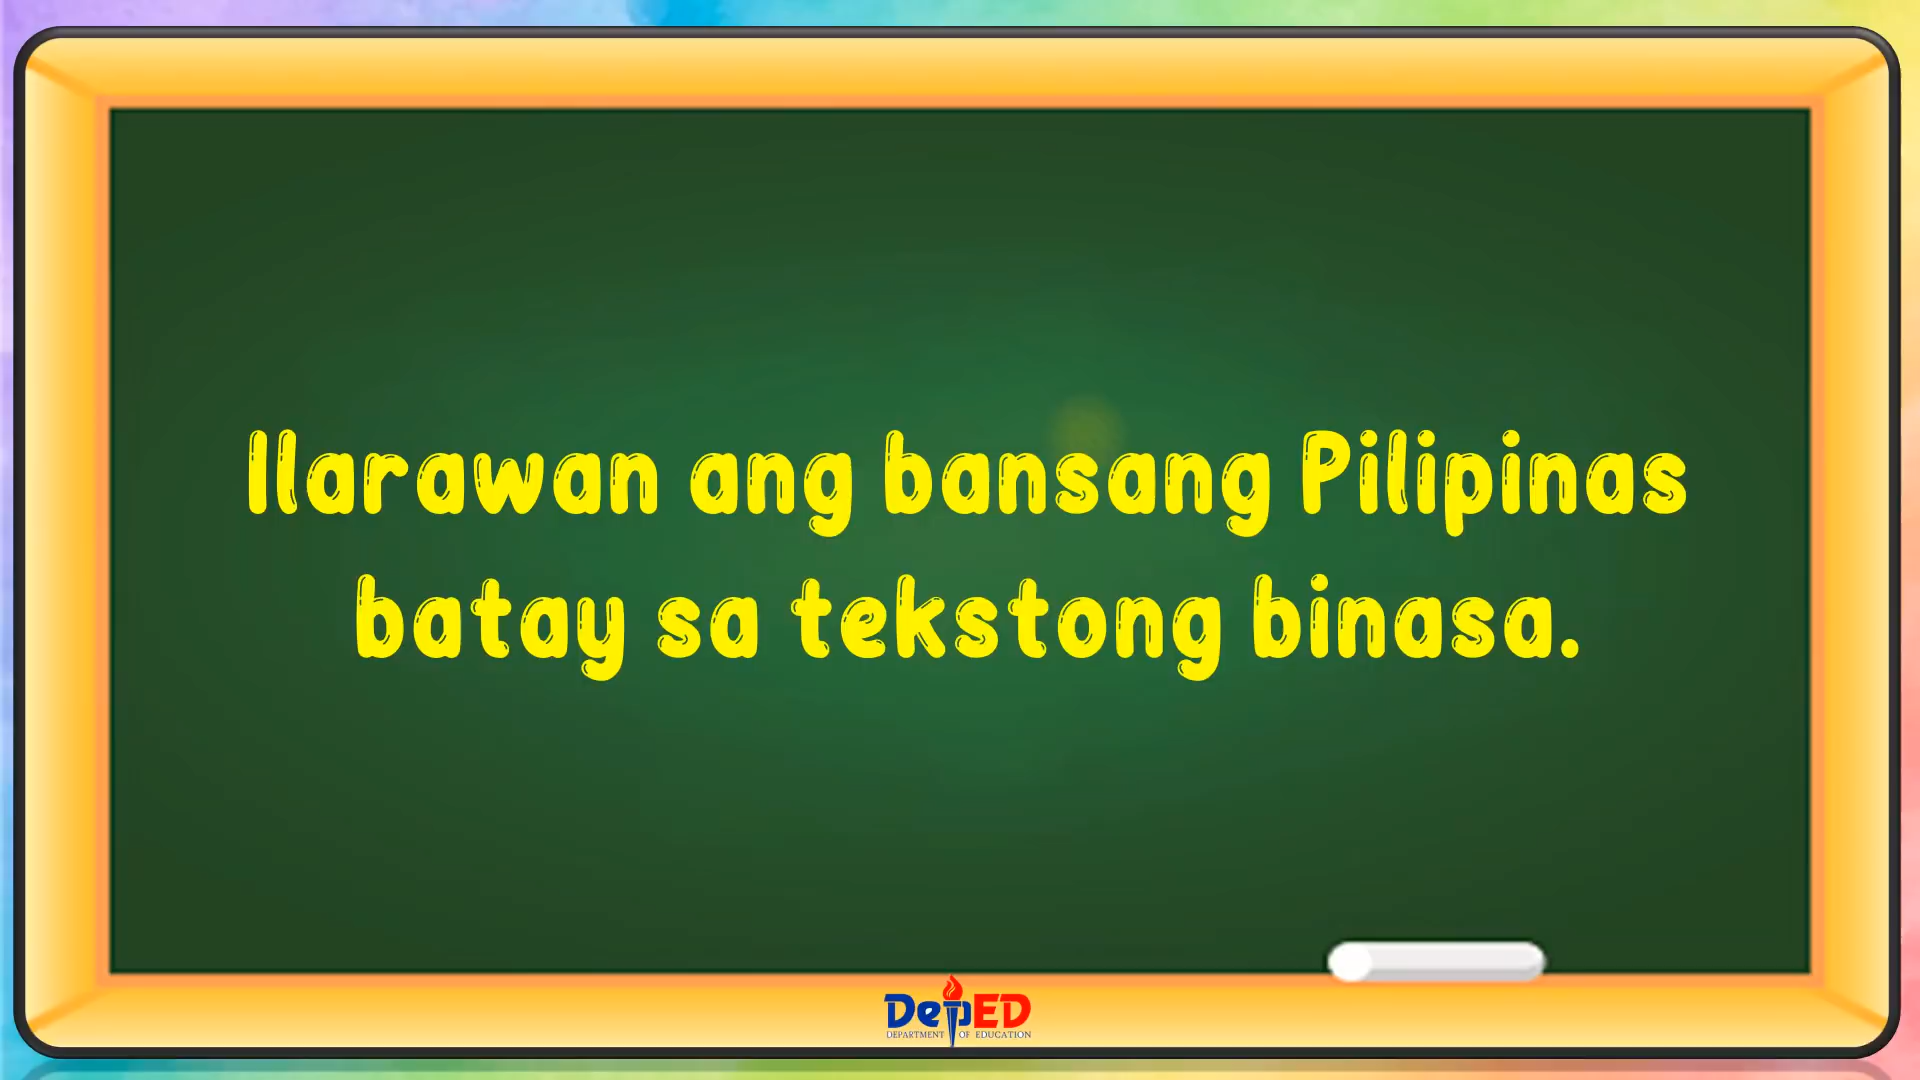 Ilarawan ang bansang Pilipinas
batay sa tekstong binasa.
DepED
DEPARTMENT OF EDUCATION